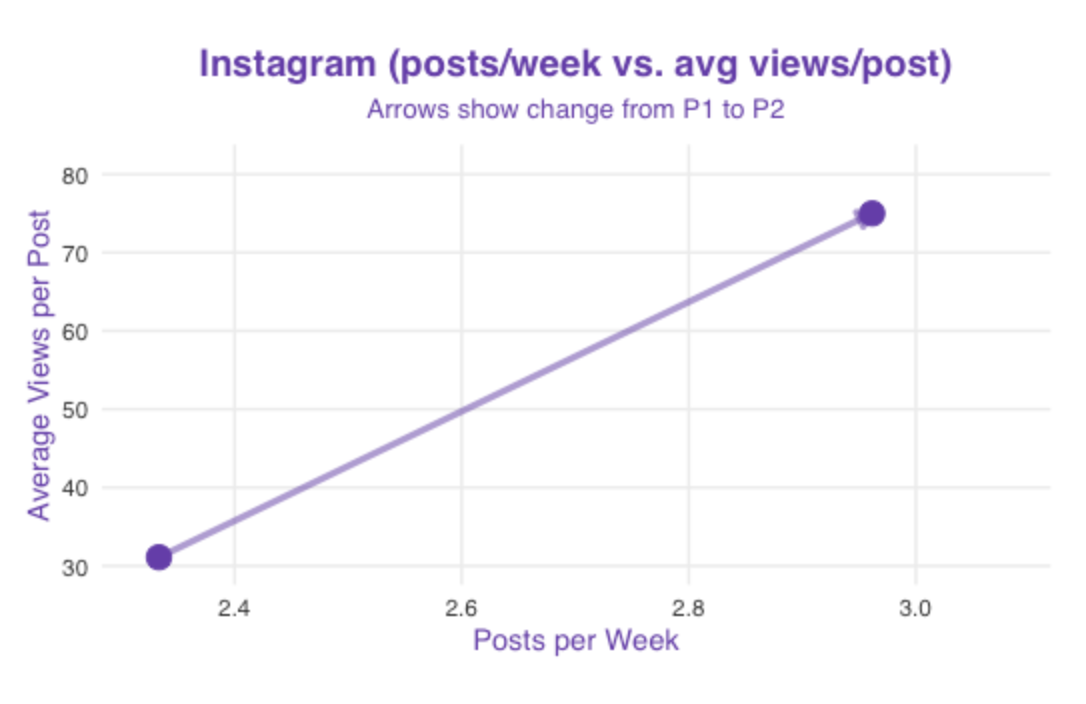 Instagram (posts/week vs. avg views/post)
Arrows show change from P1 to P2
Average Views per Post
80
70
60
50
40
30
2.4 2.6 2.8 3.0
Posts per Week